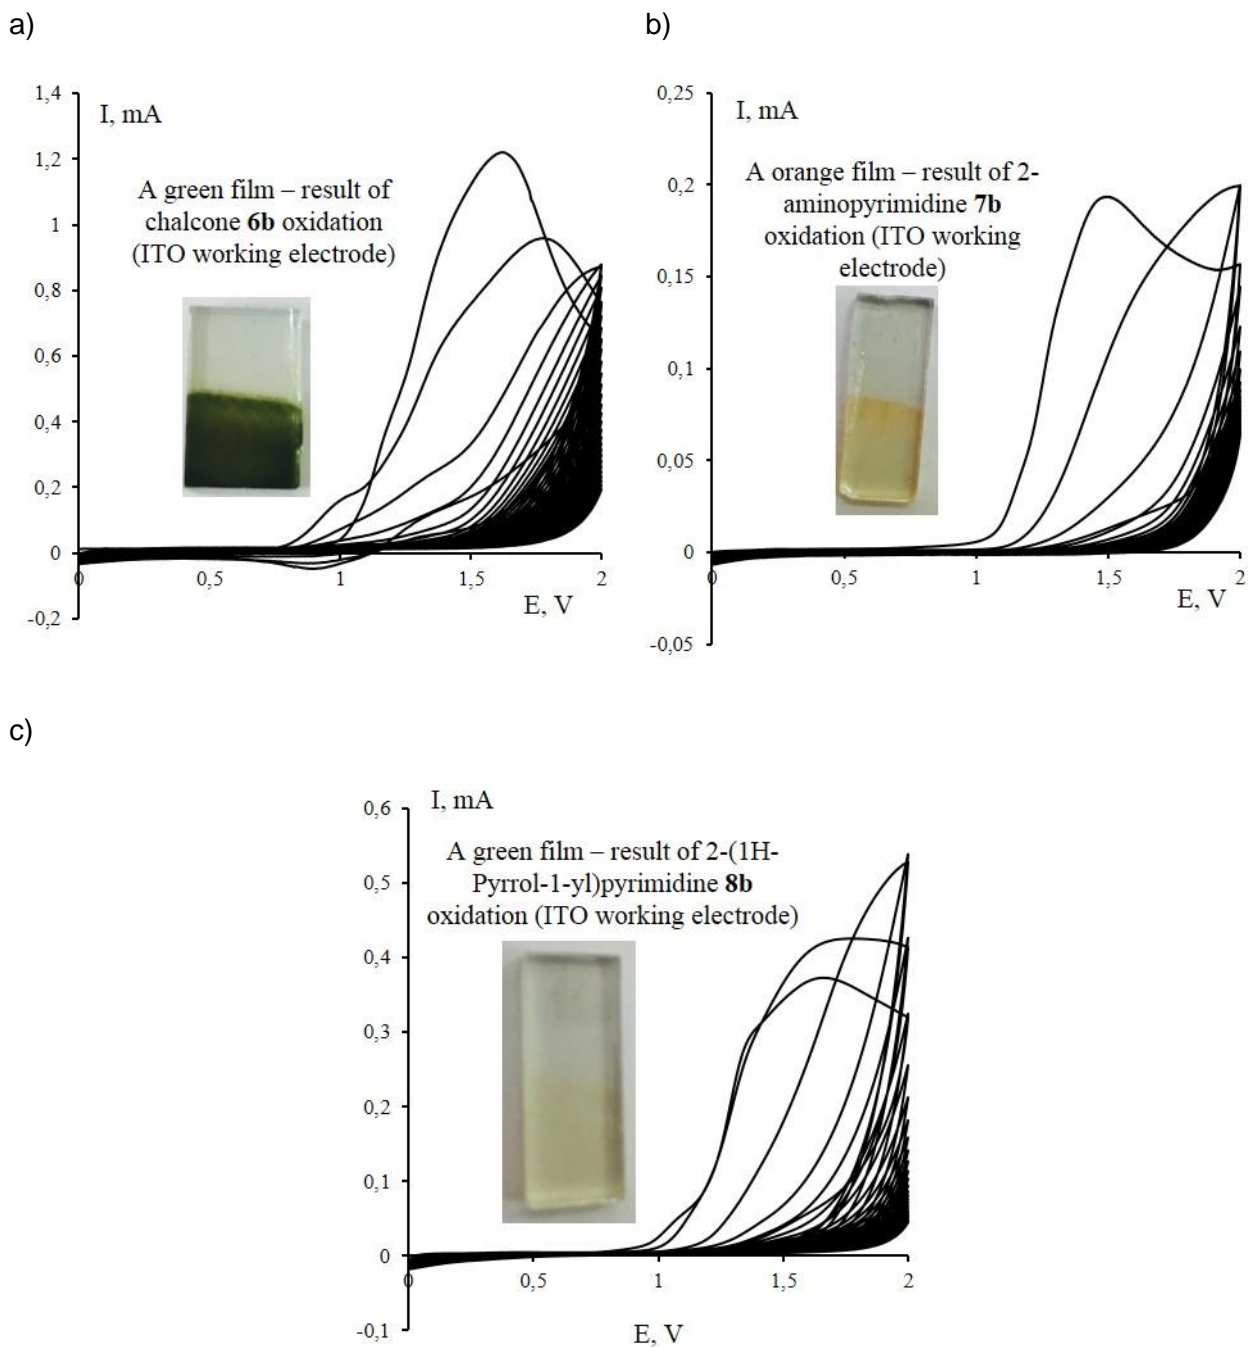 a)
b)
1,4
1,2
1
0,8
0,6
0,4
0,2
0
-0,2
I, mA
A green film – result of
chalcone 6b oxidation
(ITO working electrode)
0
0,5
1
1,5
2
E, V
0,25
0,2
0,15
0,1
0,05
0
-0,05
I, mA
A orange film – result of 2-
aminopyrimidine 7b
oxidation (ITO working
electrode)
0
0,5
1
1,5
2
E, V
c)
0,6
0,5
0,4
0,3
0,2
0,1
0
-0,1
I, mA
A green film – result of 2-(1H-
Pyrrol-1-yl)pyrimidine 8b
oxidation (ITO working electrode)
0
0,5
1
1,5
2
E, V